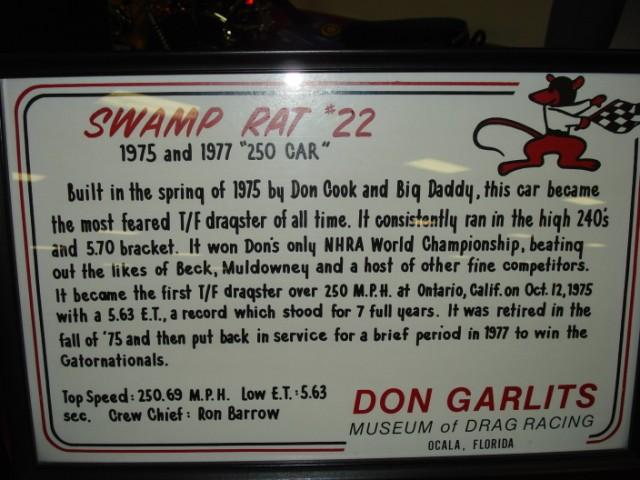 SWAMP RAT #22
1975 and 1977 "250 CAR"
Built in the spring of 1975 by Don Cook and Big Daddy, this car became
the most feared T/F dragster of all time. It consistently ran in the high 240's
and 5.70 bracket. It won Don's only NHRA World Championship, beating
out the likes of Beck, Muldowney and a host of other fine competitors.
It became the first T/F dragster over 250 M.P.H. at Ontario, Calif. on Oct. 12, 1975
with a 5.63 E.T., a record which stood for 7 full years. It was retired in the
fall of '75 and then put back in service for a brief period in 1977 to win the
Gatornationals.
Top Speed: 250.69 M.P.H. Low E.T.: 5.63
sec. Crew Chief: Ron Barrow
DON GARLITS
MUSEUM of DRAG RACING
OCALA, FLORIDA